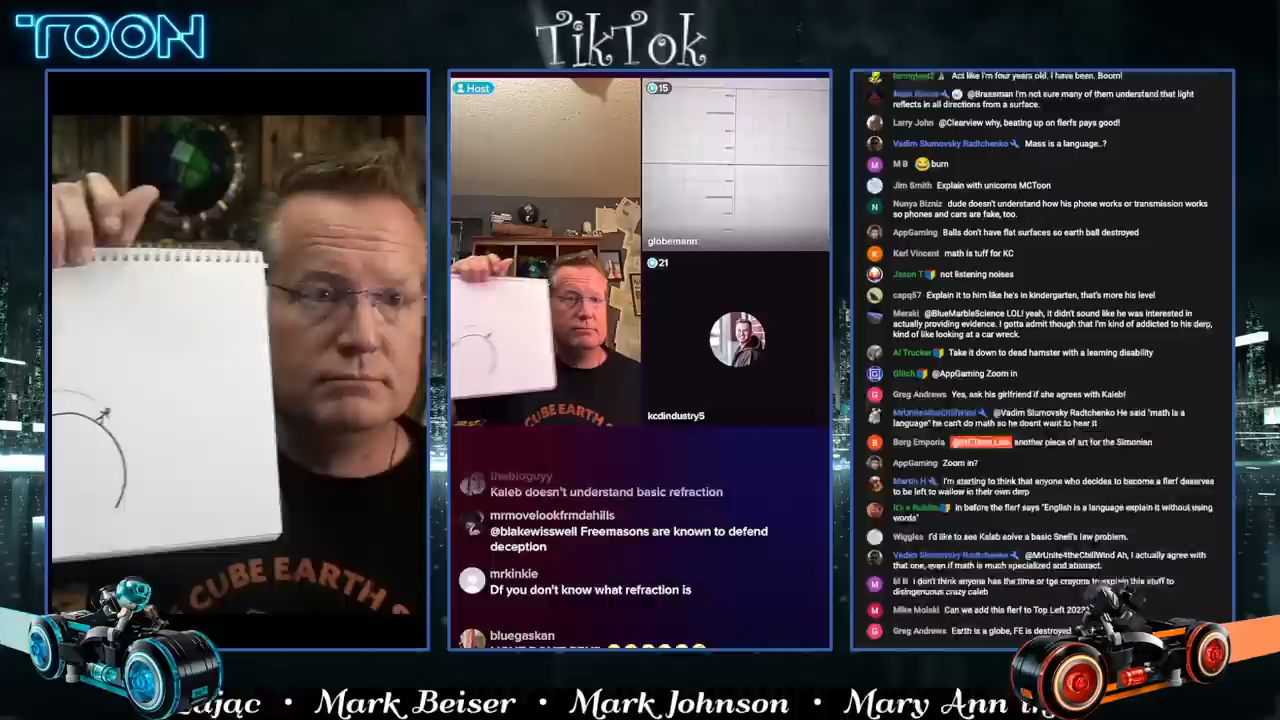 TOON
TikTok
Host
15
globemann
21
kcdindustry5
CUBE EARTH
CUBE EARTH
thebioguyy
Kaleb doesn't understand basic refraction
mrmovelookfrmdahills
@blakewisswell Freemasons are known to defend
deception
mrkinkie
Df you don't know what refraction is
bluegaskan
Act like I'm four years old, I have been. Boom!
@Brassman I'm not sure many of them understand that light
reflects in all directions from a surface.
Larry John @Clearview why, beating up on flerfs pays good!
Vadim Slumovsky Radtchenko Mass is a language..?
M B 😂 burn
Jim Smith Explain with unicorns MCToon
Nunya Bizniz dude doesn't understand how his phone works or transmission works
so phones and cars are fake, too.
AppGaming Balls don't have flat surfaces so earth ball destroyed
Karl Vincent math is tuff for KC
Jason T not listening noises
capq57 Explain it to him like he's in kindergarten, that's more his level
Meraki @BlueMarbleScience LOL! yeah, it didn't sound like he was interested in
actually providing evidence. I gotta admit though that I'm kind of addicted to his derp,
kind of like looking at a car wreck.
Al Trucker Take it down to dead hamster with a learning disability
Glitch @AppGaming Zoom in
Greg Andrews Yes, ask his girlfriend if she agrees with Kaleb!
@Vadim Slumovsky Radtchenko He said "math is a
language" he can't do math so he doesnt want to hear it
Borg Emporia another piece of art for the Simonian
AppGaming Zoom in?
Martin H I'm starting to think that anyone who decides to become a flerf deserves
to be left to wallow in their own derp
in before the flerf says "English is a language explain it without using
words"
Wiggles I'd like to see Kalab solve a basic Snell's law problem.
Vadim Slumovsky Radtchenko @MrUnite-ttheChillWind Ah, I actually agree with
that one, even if math is much specialized and abstract.
i don't think anyone has the time or tge crayons to explain this stuff to
disingenuous crazy caleb
Mike Molski Can we add this flerf to Top Left 2023?
Greg Andrews Earth is a globe, FE is destroyed
ając • Mark Beiser • Mark Johnson • Mary Ann